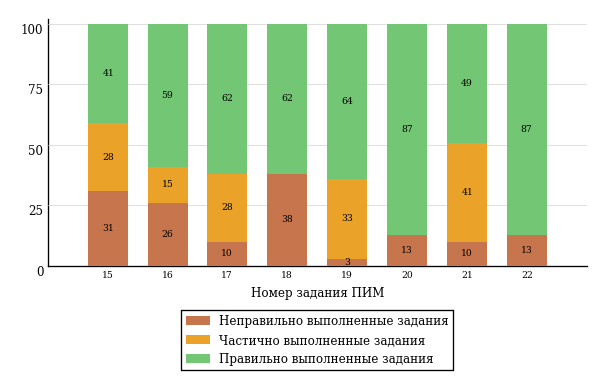 100
75
50
25
0
41 59 62 62 64 87 49 87
28 15 28 33 41
31 26 10 38 3 13 10 13
15 16 17 18 19 20 21 22
Номер задания ПИМ
Неправильно выполненные задания
Частично выполненные задания
Правильно выполненные задания